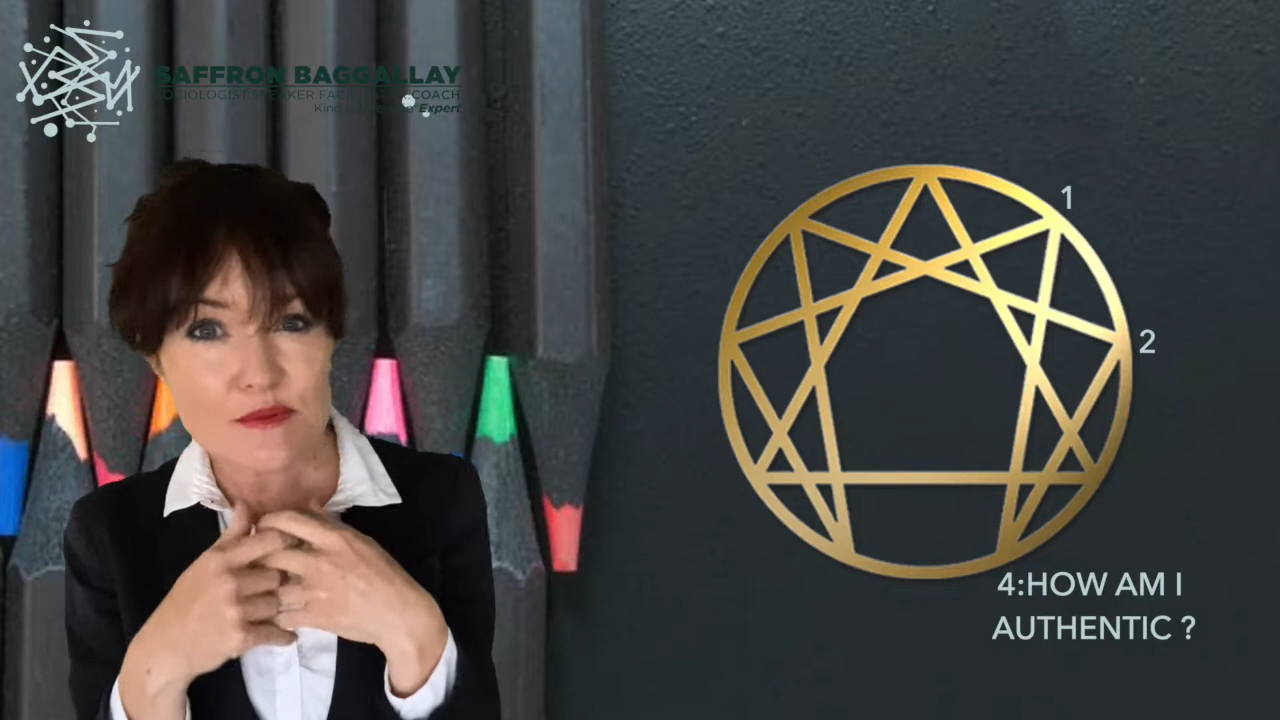 SAFFRON BAGGALLAY
COACH
Expert
1
2
4:HOW AM I
AUTHENTIC ?